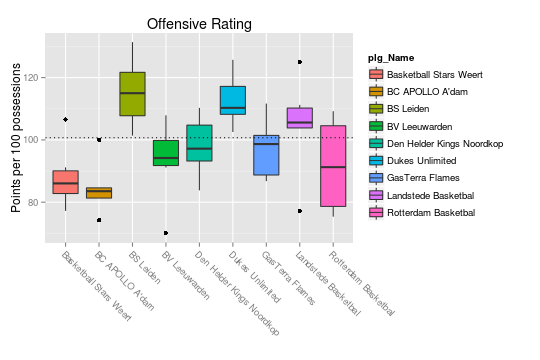 Offensive Rating
Points per 100 possessions
120
100
80
Basketball Stars Weert
BC APOLLO A'dam
BS Leiden
BV Leeuwarden
Den Helder Kings Noordkop
Dukes Unlimited
GasTerra Flames
Landstede Basketbal
Rotterdam Basketbal
plg_Name
Basketball Stars Weert
BC APOLLO A'dam
BS Leiden
BV Leeuwarden
Den Helder Kings Noordkop
Dukes Unlimited
GasTerra Flames
Landstede Basketbal
Rotterdam Basketbal